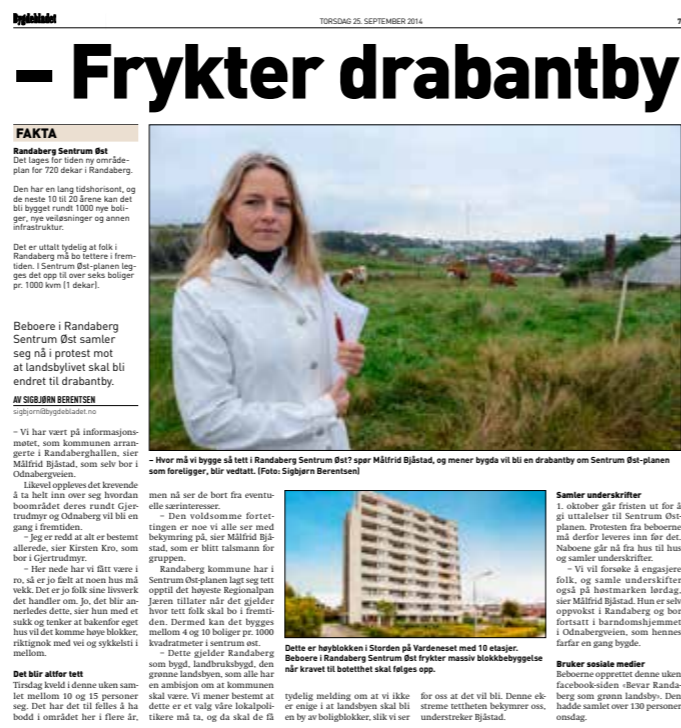 Bygdebladet
TORSDAG 25. SEPTEMBER 2014
7
– Frykter drabantby
FAKTA
Randaberg Sentrum Øst
Det lages for tiden ny område-
plan for 720 dekar i Randaberg.
Den har en lang tidshorisont, og
de neste 10 til 20 årene kan det
bli bygget rundt 1000 nye boli-
ger, nye veiløsninger og annen
infrastruktur.
Det er uttalt tydelig at folk i
Randaberg må bo tettere i frem-
tiden. I Sentrum Øst-planen leg-
ges det opp til over seks boliger
pr. 1000 kvm (1 dekar).
Beboere i Randaberg
Sentrum Øst samler
seg nå i protest mot
at landsbylivet skal bli
endret til drabantby.
AV SIGBJØRN BERENTSEN
sigbjorn@bygdebladet.no
– Vi har vært på informasjons-
møtet, som kommunen arran-
gerte i Randaberghallen, sier
Målfrid Bjåstad, som selv bor i
Odnabergveien.
Likevel oppleves det krevende
å ta helt inn over seg hvordan
boområdet deres rundt Gjer-
trudmyr og Odnaberg vil bli en
gang i fremtiden.
– Jeg er redd at alt er bestemt
allerede, sier Kirsten Kro, som
bor i Gjertrudmyr.
– Her nede har vi fått være i
ro, så er jo fælt at noen hus må
vekk. Det er jo folk sine livsverk
det handler om. Jo, det blir an-
nerledes dette, sier hun med et
sukk og tenker at bakenfor eget
hus vil det komme høye blokker,
riktignok med vei og sykkelsti i
mellom.
Det blir altfor tett
Tirsdag kveld i denne uken sam-
let mellom 10 og 15 personer
seg. Det har det til felles å ha
bodd i området her i flere år,
– Hvor må vi bygge så tett i Randaberg Sentrum Øst? spør Målfrid Bjåstad, og mener bygda vil bli en drabantby om Sentrum Øst-planen
som foreligger, blir vedtatt. (Foto: Sigbjørn Berentsen)
men nå ser de bort fra eventu-
elle særinteresser.
– Den voldsomme fortet-
tingen er noe vi alle ser med
bekymring på, sier Målfrid Bjå-
stad, som er blitt talsmann for
gruppen.
Randaberg kommune har i
Sentrum Øst-planen lagt seg tett
opptil det høyeste Regionalpan
Jæren tillater når det gjelder
hvor tett folk skal bo i fremti-
den. Dermed kan det bygges
mellom 4 og 10 boliger pr. 1000
kvadratmeter i sentrum øst.
– Dette gjelder Randaberg
som bygd, landbruksbygd, den
grønne landsbyen, som alle har
en ambisjon om at kommunen
skal være. Vi mener bestemt at
dette er et valg våre lokalpoli-
tikere må ta, og da skal de få
Dette er høyblokken i Storden på Vardeneset med 10 etasjer.
Beboere i Randaberg Sentrum Øst frykter massiv blokkbebyggelse
når kravet til botetthet skal følges opp.
tydelig melding om at vi ikke
er enige i at landsbyen skal bli
en by av boligblokker, slik vi ser
for oss at det vil bli. Denne ek-
streme tettheten bekymrer oss,
understreker Bjåstad.
Samler underskrifter
1. oktober går fristen ut for å
gi uttalelser til Sentrum Øst-
planen. Protesten fra beboerne
må derfor leveres inn før det.
Naboene går nå fra hus til hus
og samler underskrifter.
– Vi vil forsøke å engasjere
folk, og samle underskrifter
også på høstmarken lørdag,
sier Målfrid Bjåstad. Hun er selv
oppvokst i Randaberg og bor
fortsatt i barndomshjemmet
i Odnabergveien, som hennes
farfar en gang bygde.
Bruker sosiale medier
Beboerne opprettet denne uken
facebook-siden «Bevar Randa-
berg som grønn landsby». Den
hadde samlet over 130 personer
onsdag.